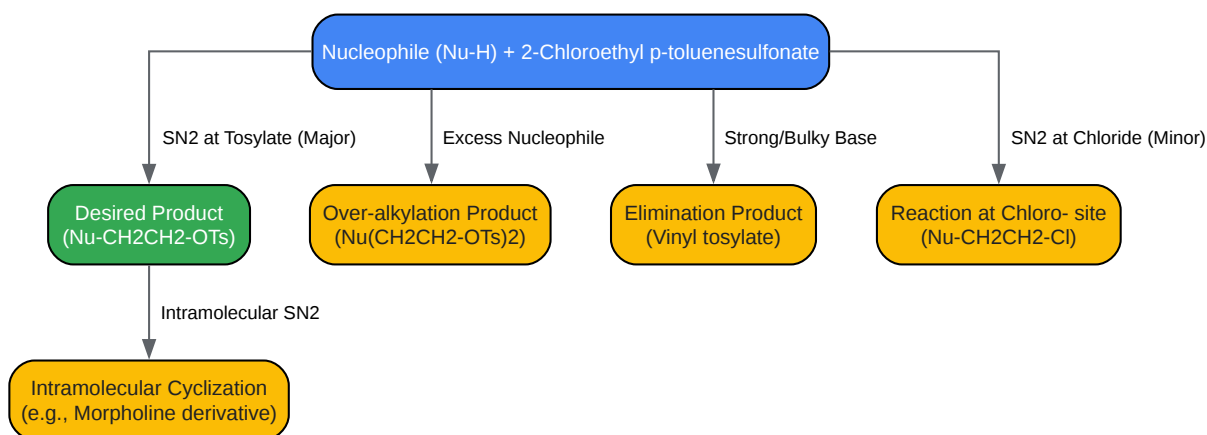 Nucleophile (Nu-H) + 2-Chloroethyl p-toluenesulfonate
SN2 at Tosylate (Major)
Excess Nucleophile
Strong/Bulky Base
SN2 at Chloride (Minor)
Desired Product
(Nu-CH2CH2-OTs)
Over-alkylation Product
(Nu(CH2CH2-OTs)2)
Elimination Product
(Vinyl tosylate)
Reaction at Chloro- site
(Nu-CH2CH2-Cl)
Intramolecular SN2
Intramolecular Cyclization
(e.g., Morpholine derivative)